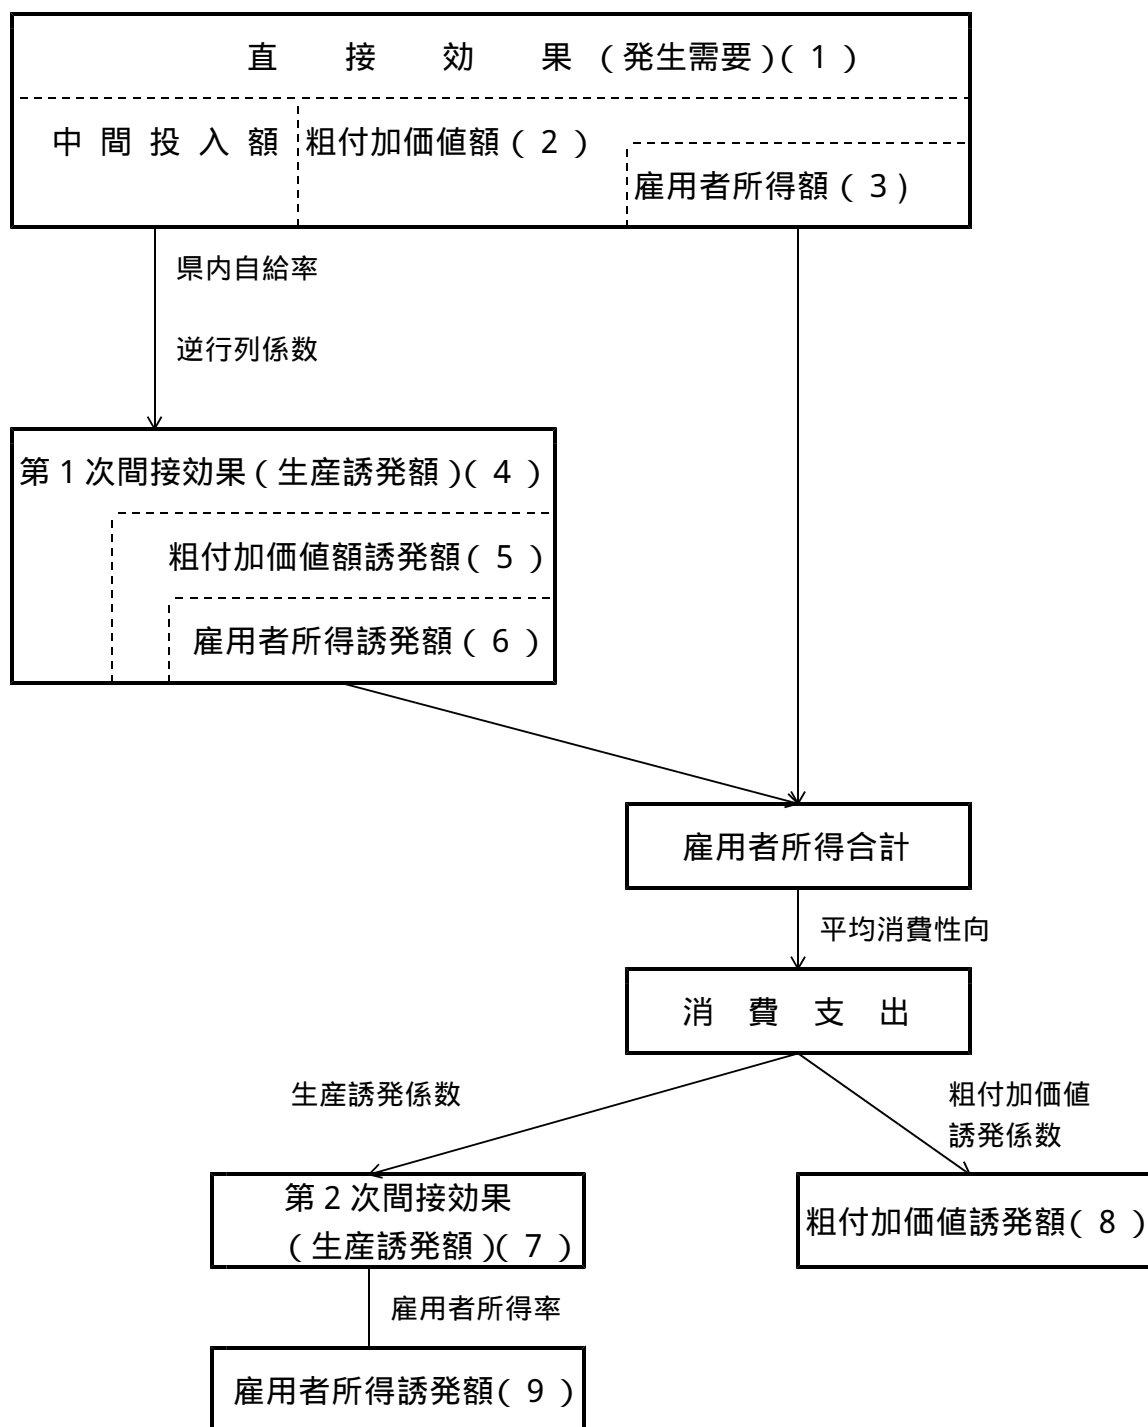 直　接　効　果（発生需要）(１)
中 間 投 入 額
粗付加価値額（２）
雇用者所得額（３)
県内自給率
逆行列係数
第１次間接効果（生産誘発額）(４)
粗付加価値額誘発額(５)
雇用者所得誘発額（６)
雇用者所得合計
平均消費性向
消　費　支　出
生産誘発係数
粗付加価値
誘発係数
第２次間接効果
（生産誘発額）(７)
粗付加価値誘発額(８)
雇用者所得率
雇用者所得誘発額(９)